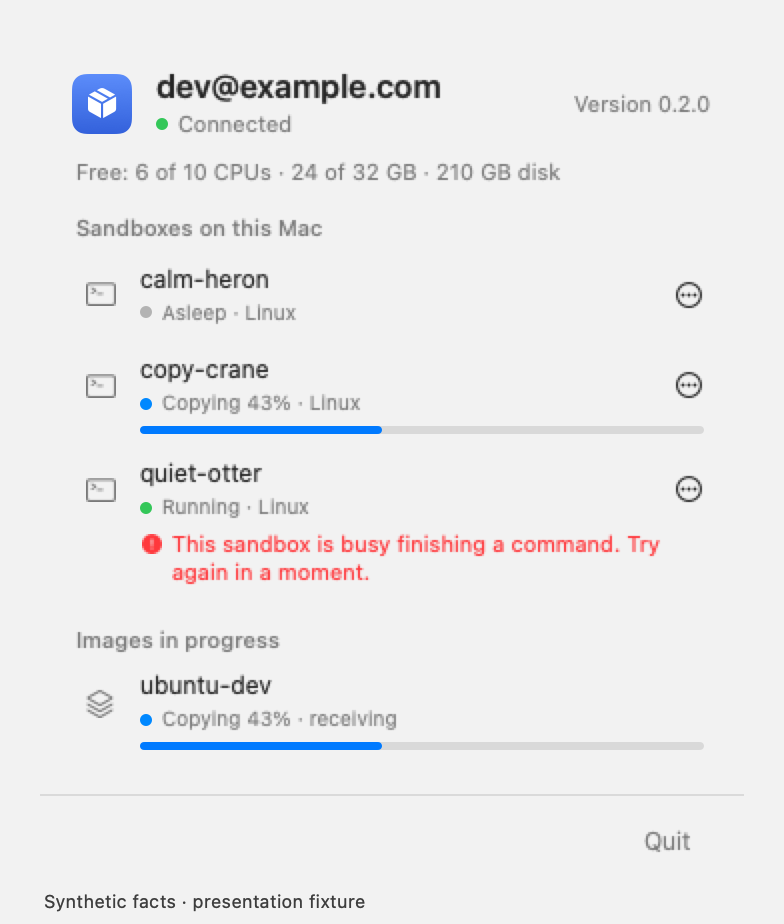 dev@example.com
Connected
Version 0.2.0
Free: 6 of 10 CPUs · 24 of 32 GB · 210 GB disk
Sandboxes on this Mac
calm-heron
Asleep · Linux
copy-crane
Copying 43% · Linux
quiet-otter
Running · Linux
This sandbox is busy finishing a command. Try
again in a moment.
Images in progress
ubuntu-dev
Copying 43% · receiving
Quit
Synthetic facts · presentation fixture